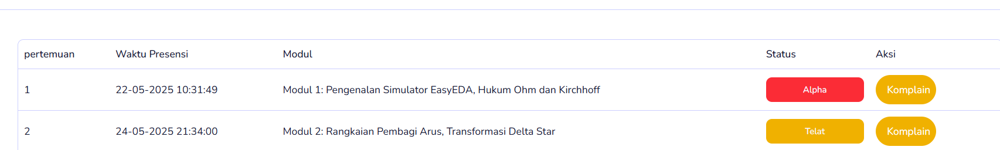 pertemuan Waktu Presensi Modul Status Aksi
1 22-05-2025 10:31:49 Modul 1: Pengenalan Simulator EasyEDA, Hukum Ohm dan Kirchhoff Alpha Komplain
2 24-05-2025 21:34:00 Modul 2: Rangkaian Pembagi Arus, Transformasi Delta Star Telat Komplain